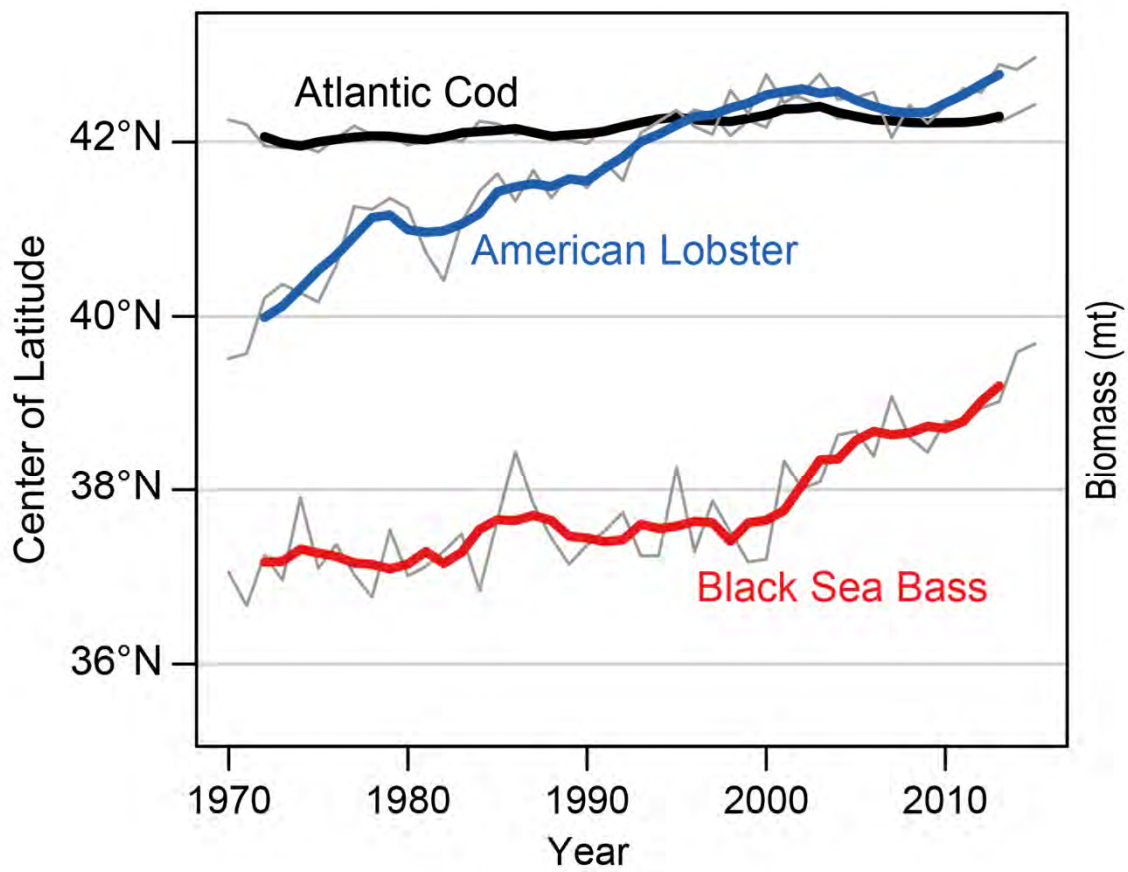 Atlantic Cod
42°N
American Lobster
40°N
38°N
Black Sea Bass
36°N
Center of Latitude
Biomass (mt)
1970 1980 1990 2000 2010
Year